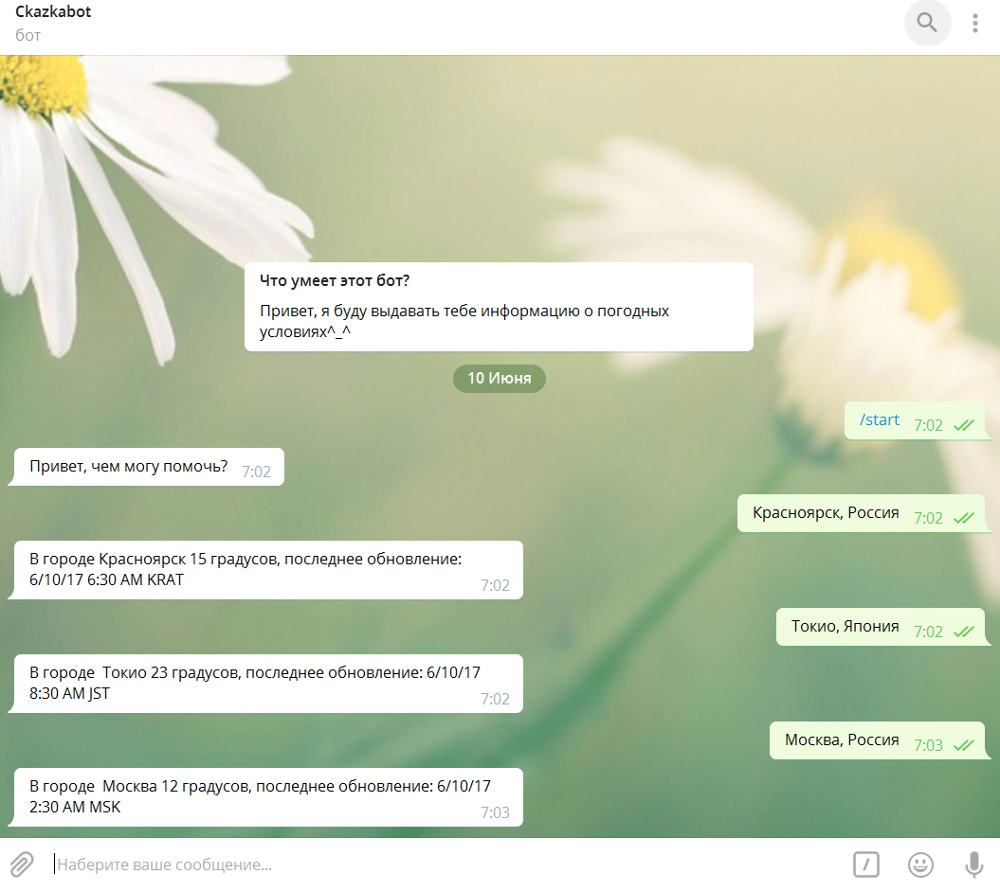 Ckazkabot
бот
Что умеет этот бот?
Привет, я буду выдавать тебе информацию о погодных
условиях^_^
10 Июня
/start 7:02
Привет, чем могу помочь? 7:02
Красноярск, Россия 7:02
В городе Красноярск 15 градусов, последнее обновление:
6/10/17 6:30 AM KRAT 7:02
Токио, Япония 7:02
В городе  Токио 23 градусов, последнее обновление: 6/10/17
8:30 AM JST 7:02
Москва, Россия 7:03
В городе  Москва 12 градусов, последнее обновление: 6/10/17
2:30 AM MSK 7:03
Наберите ваше сообщение...